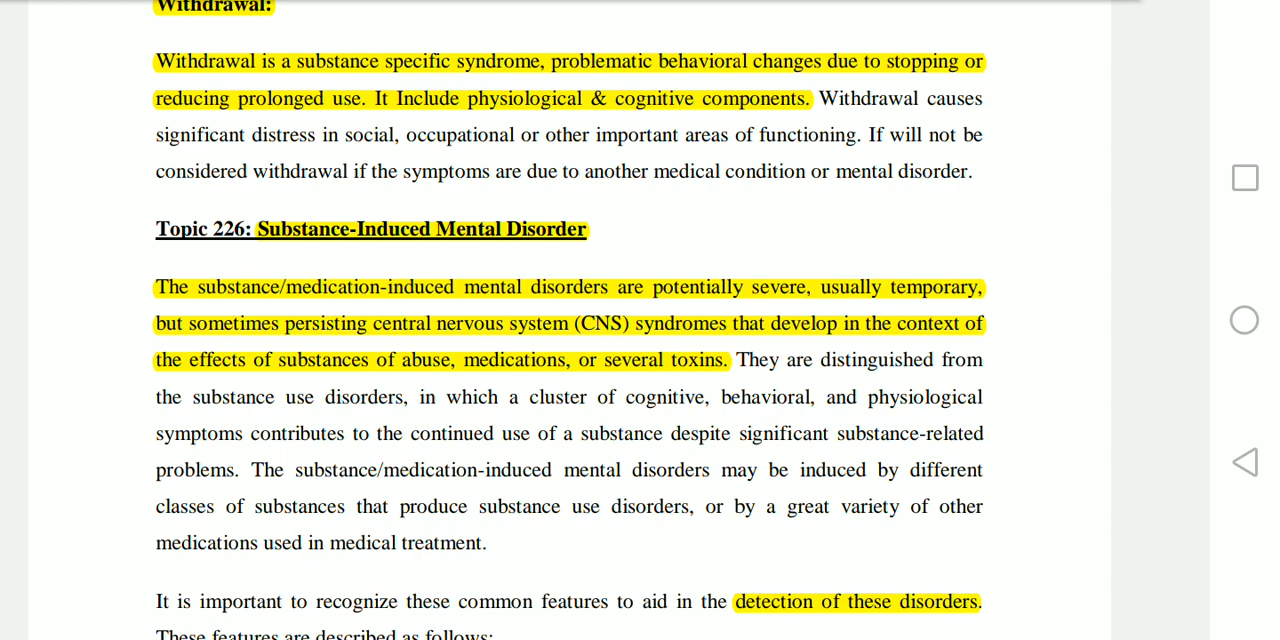 Withdrawal:
Withdrawal is a substance specific syndrome, problematic behavioral changes due to stopping or
reducing prolonged use. It Include physiological & cognitive components. Withdrawal causes
significant distress in social, occupational or other important areas of functioning. If will not be
considered withdrawal if the symptoms are due to another medical condition or mental disorder.
Topic 226: Substance-Induced Mental Disorder
The substance/medication-induced mental disorders are potentially severe, usually temporary,
but sometimes persisting central nervous system (CNS) syndromes that develop in the context of
the effects of substances of abuse, medications, or several toxins. They are distinguished from
the substance use disorders, in which a cluster of cognitive, behavioral, and physiological
symptoms contributes to the continued use of a substance despite significant substance-related
problems. The substance/medication-induced mental disorders may be induced by different
classes of substances that produce substance use disorders, or by a great variety of other
medications used in medical treatment.
It is important to recognize these common features to aid in the detection of these disorders.
These features are described as follows: